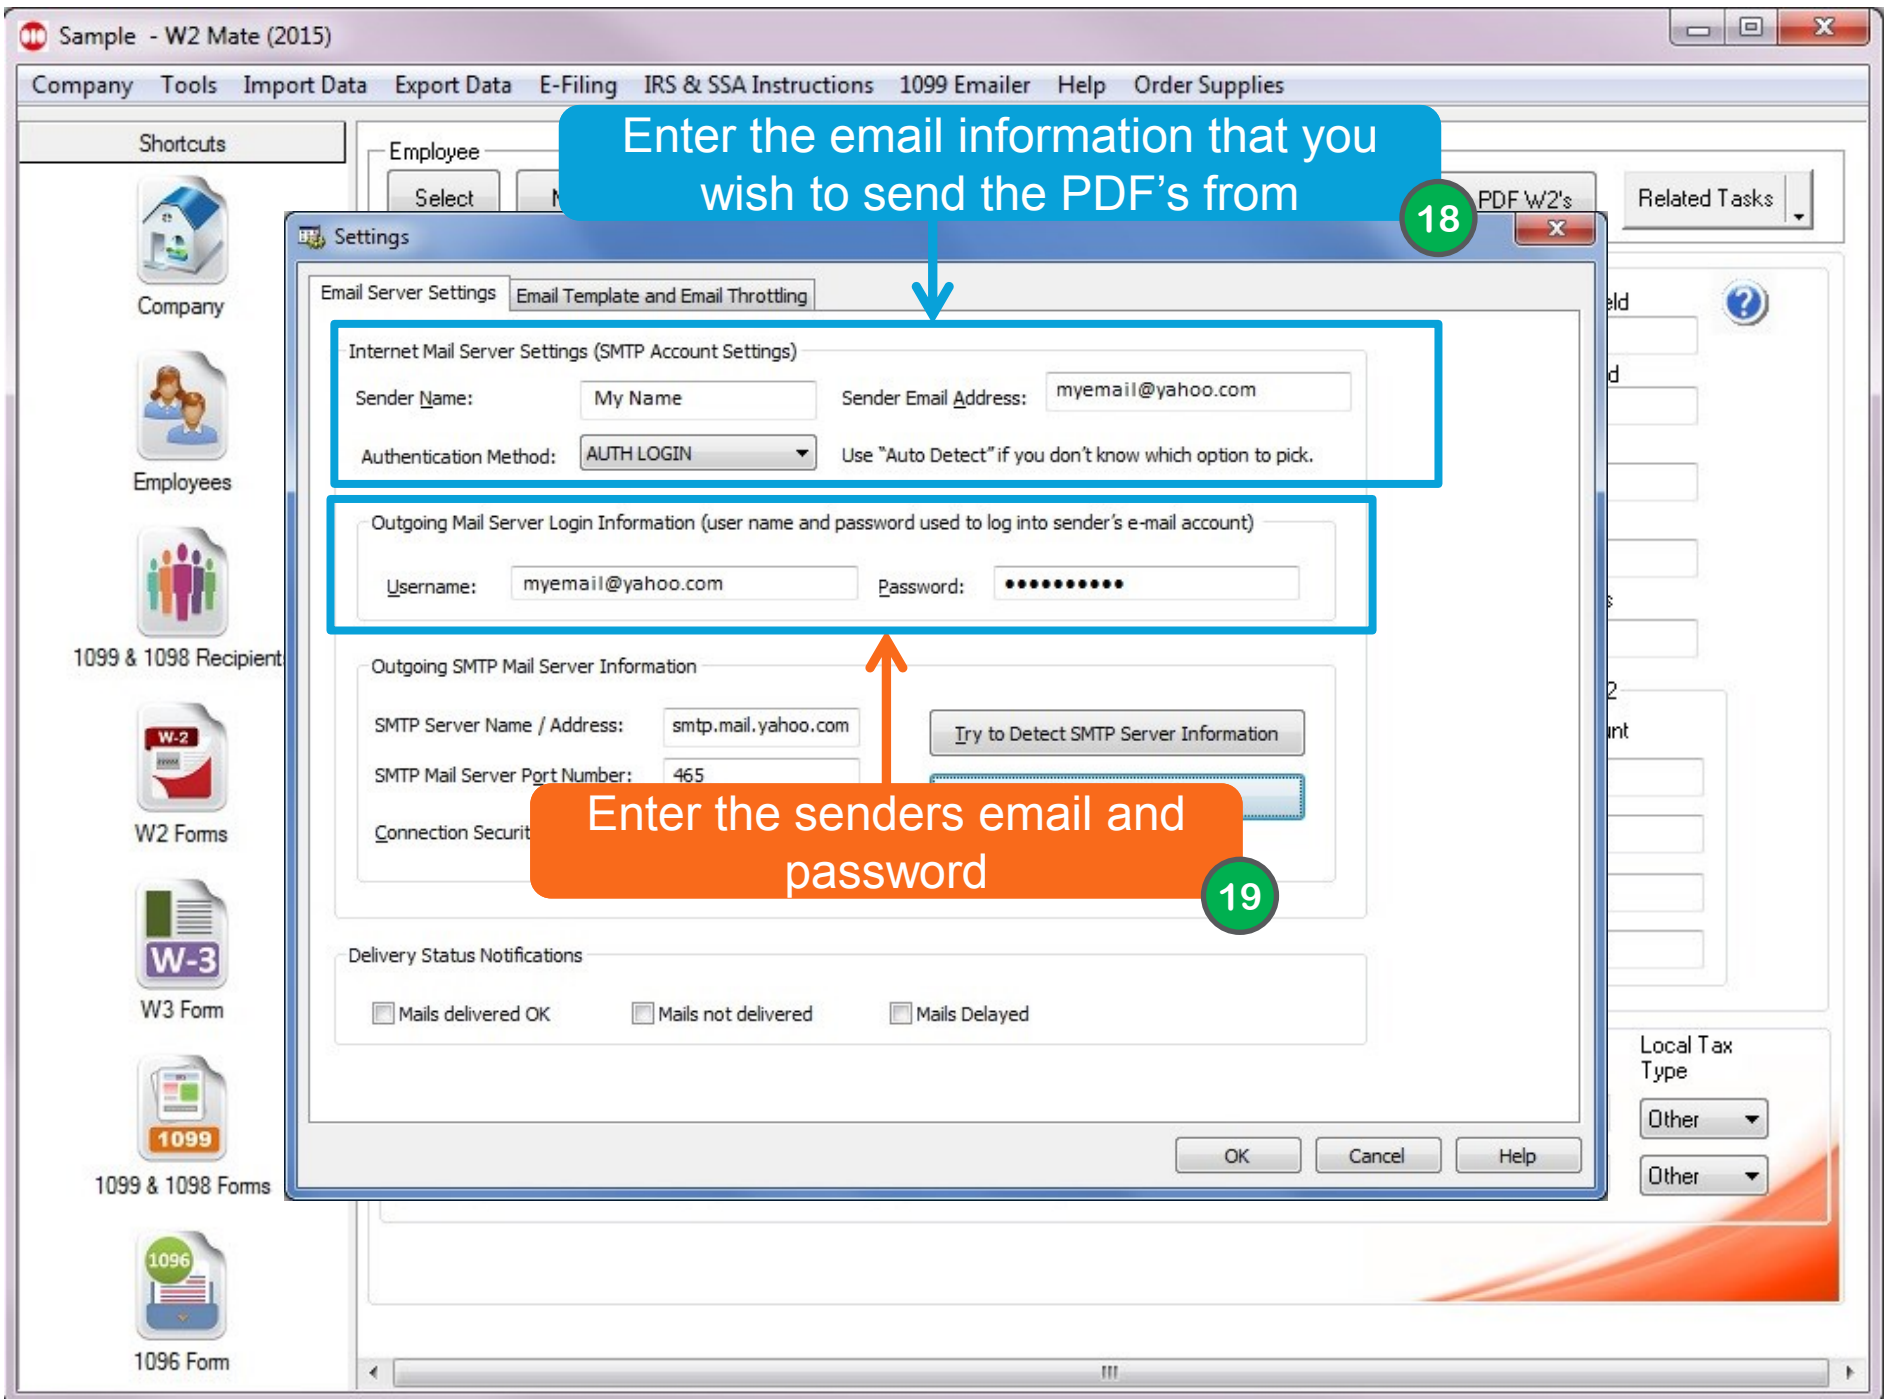 Sample - W2 Mate (2015)
Company Tools Import Data Export Data E-Filing IRS & SSA Instructions 1099 Emailer Help Order Supplies
Shortcuts
Employee
Enter the email information that you
wish to send the PDF's from
18
Select
PDF W2's
Related Tasks
Settings
Email Server Settings
Email Template and Email Throttling
Internet Mail Server Settings (SMTP Account Settings)
Sender Name: My Name
Sender Email Address: myemail@yahoo.com
Authentication Method: AUTH LOGIN
Use "Auto Detect" if you don't know which option to pick.
Outgoing Mail Server Login Information (user name and password used to log into sender's e-mail account)
Username: myemail@yahoo.com
Password: ••••••••••
Outgoing SMTP Mail Server Information
SMTP Server Name / Address: smtp.mail.yahoo.com
Try to Detect SMTP Server Information
SMTP Mail Server Port Number: 465
Connection Securit
Enter the senders email and
password
19
Delivery Status Notifications
Mails delivered OK
Mails not delivered
Mails Delayed
OK
Cancel
Help
Company
Employees
1099 & 1098 Recipient
W-2
W2 Forms
W-3
W3 Form
1099
1099 & 1098 Forms
1096
1096 Form
eld
d
s
2
unt
Local Tax
Type
Other
Other